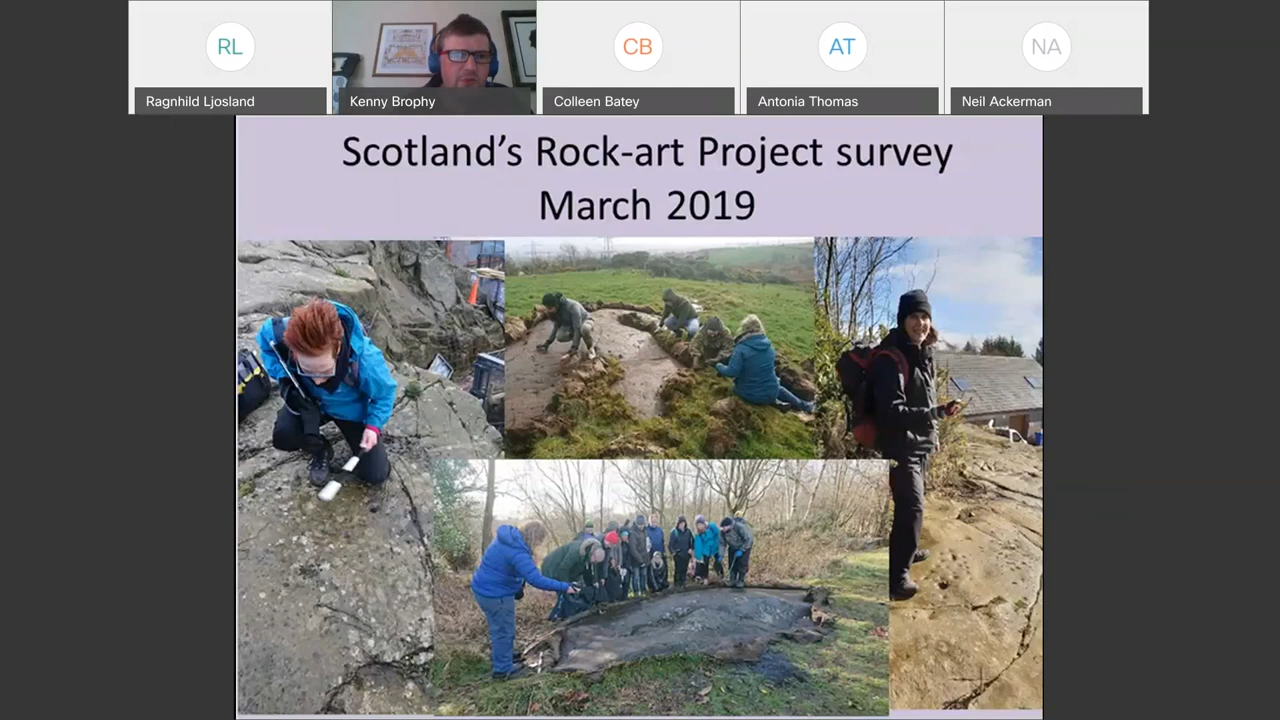 RL
CB
AT
NA
Ragnhild Ljosland
Kenny Brophy
Colleen Batey
Antonia Thomas
Neil Ackerman
Scotland's Rock-art Project survey
March 2019